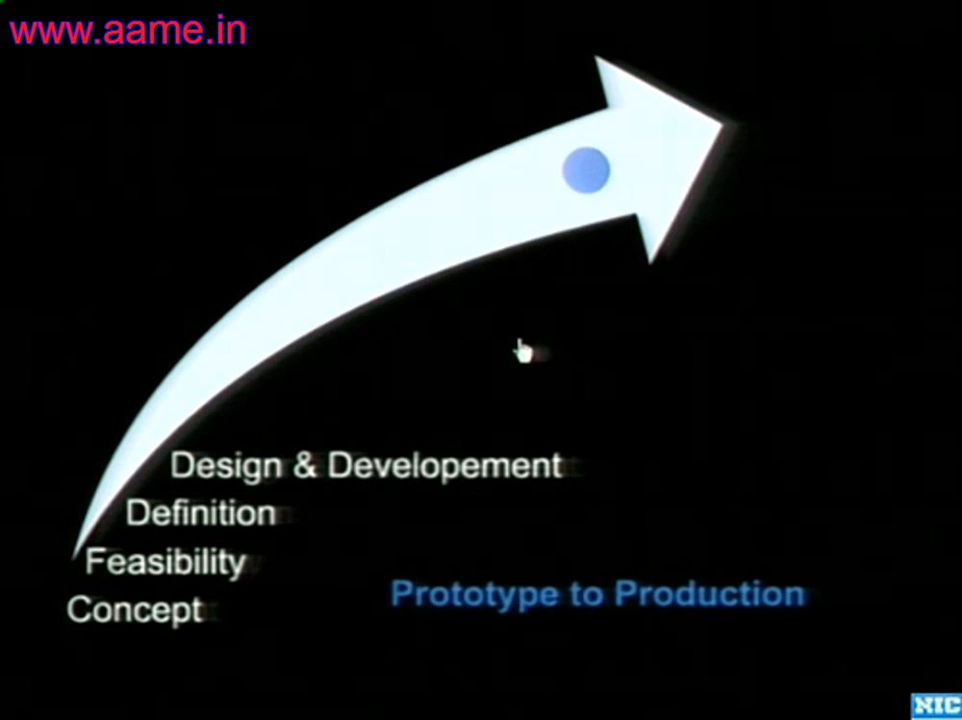 www.aame.in
Design & Developement
Definition
Feasibility
Concept
Prototype to Production
NIC